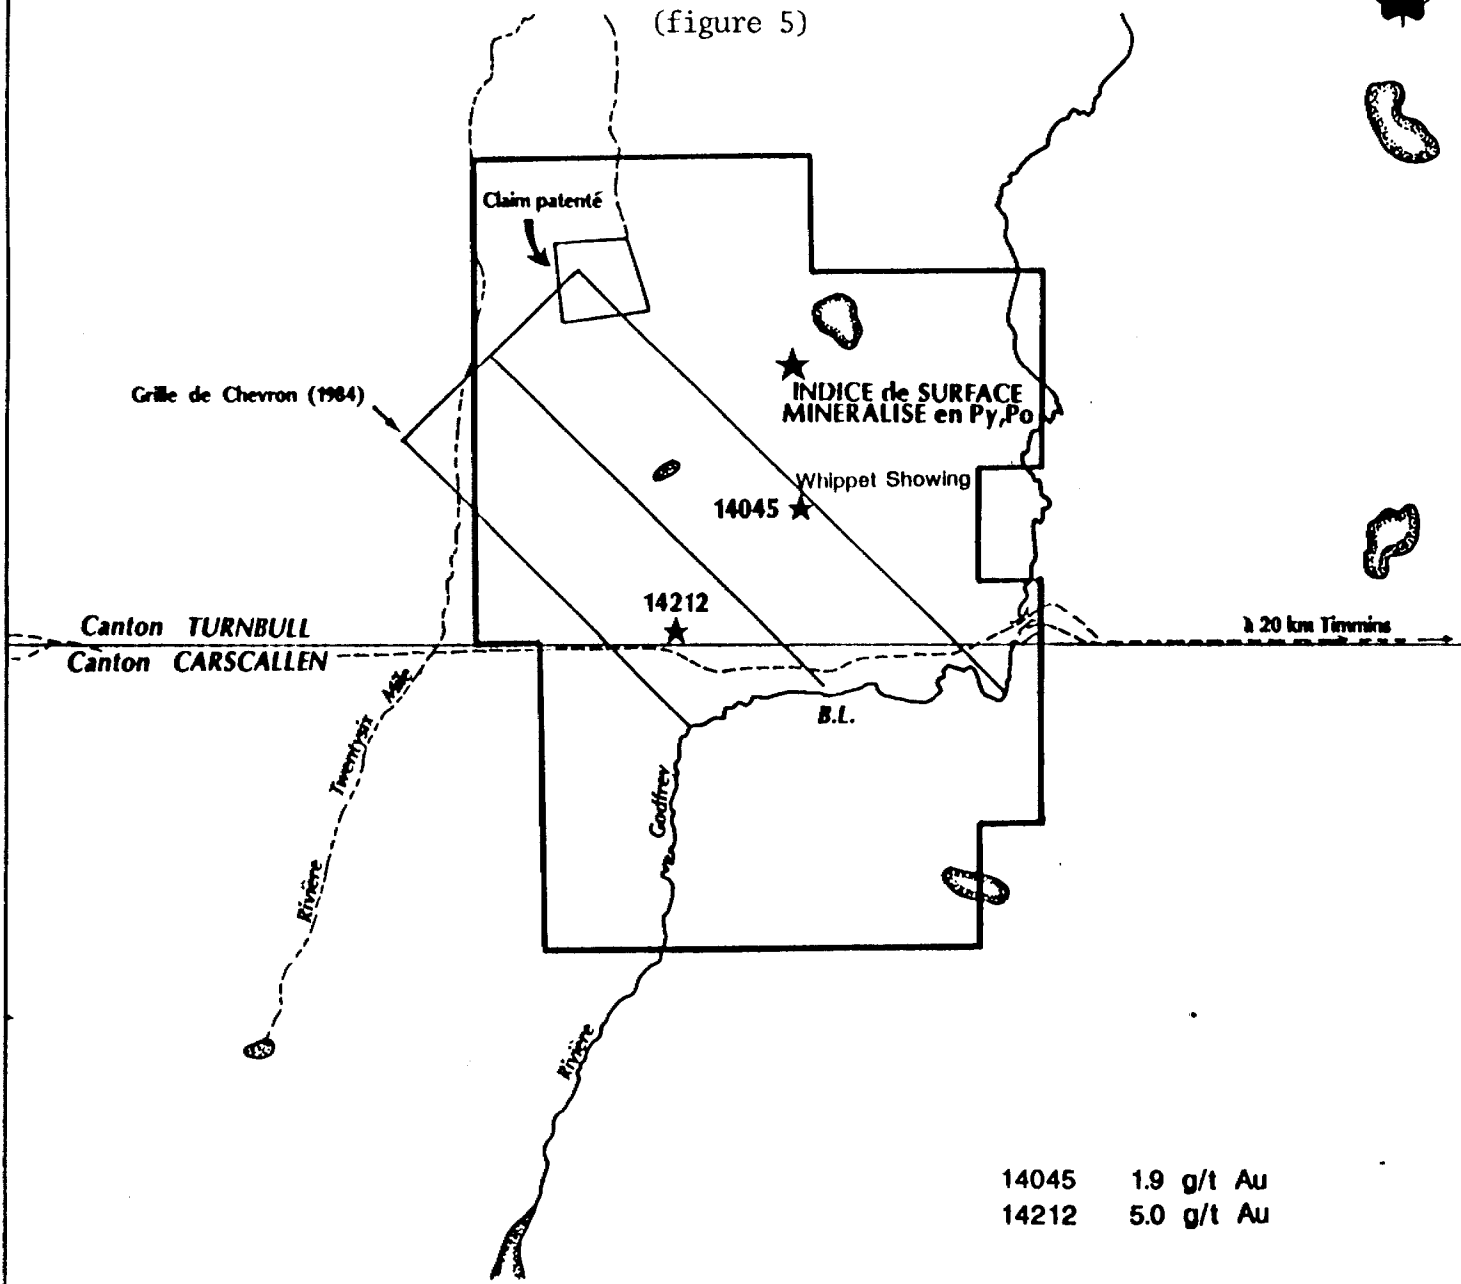 (figure 5)
Claim patenté
Grille de Chevron (1984)
INDICE de SURFACE
MINERALISE en Py,Po
Whippet Showing
14045
14212
Canton TURNBULL
Canton CARSCALLEN
à 20 km Timmins
B.L.
Rivière Twentysix Mile
Rivière Godfrey
14045 1.9 g/t Au
14212 5.0 g/t Au